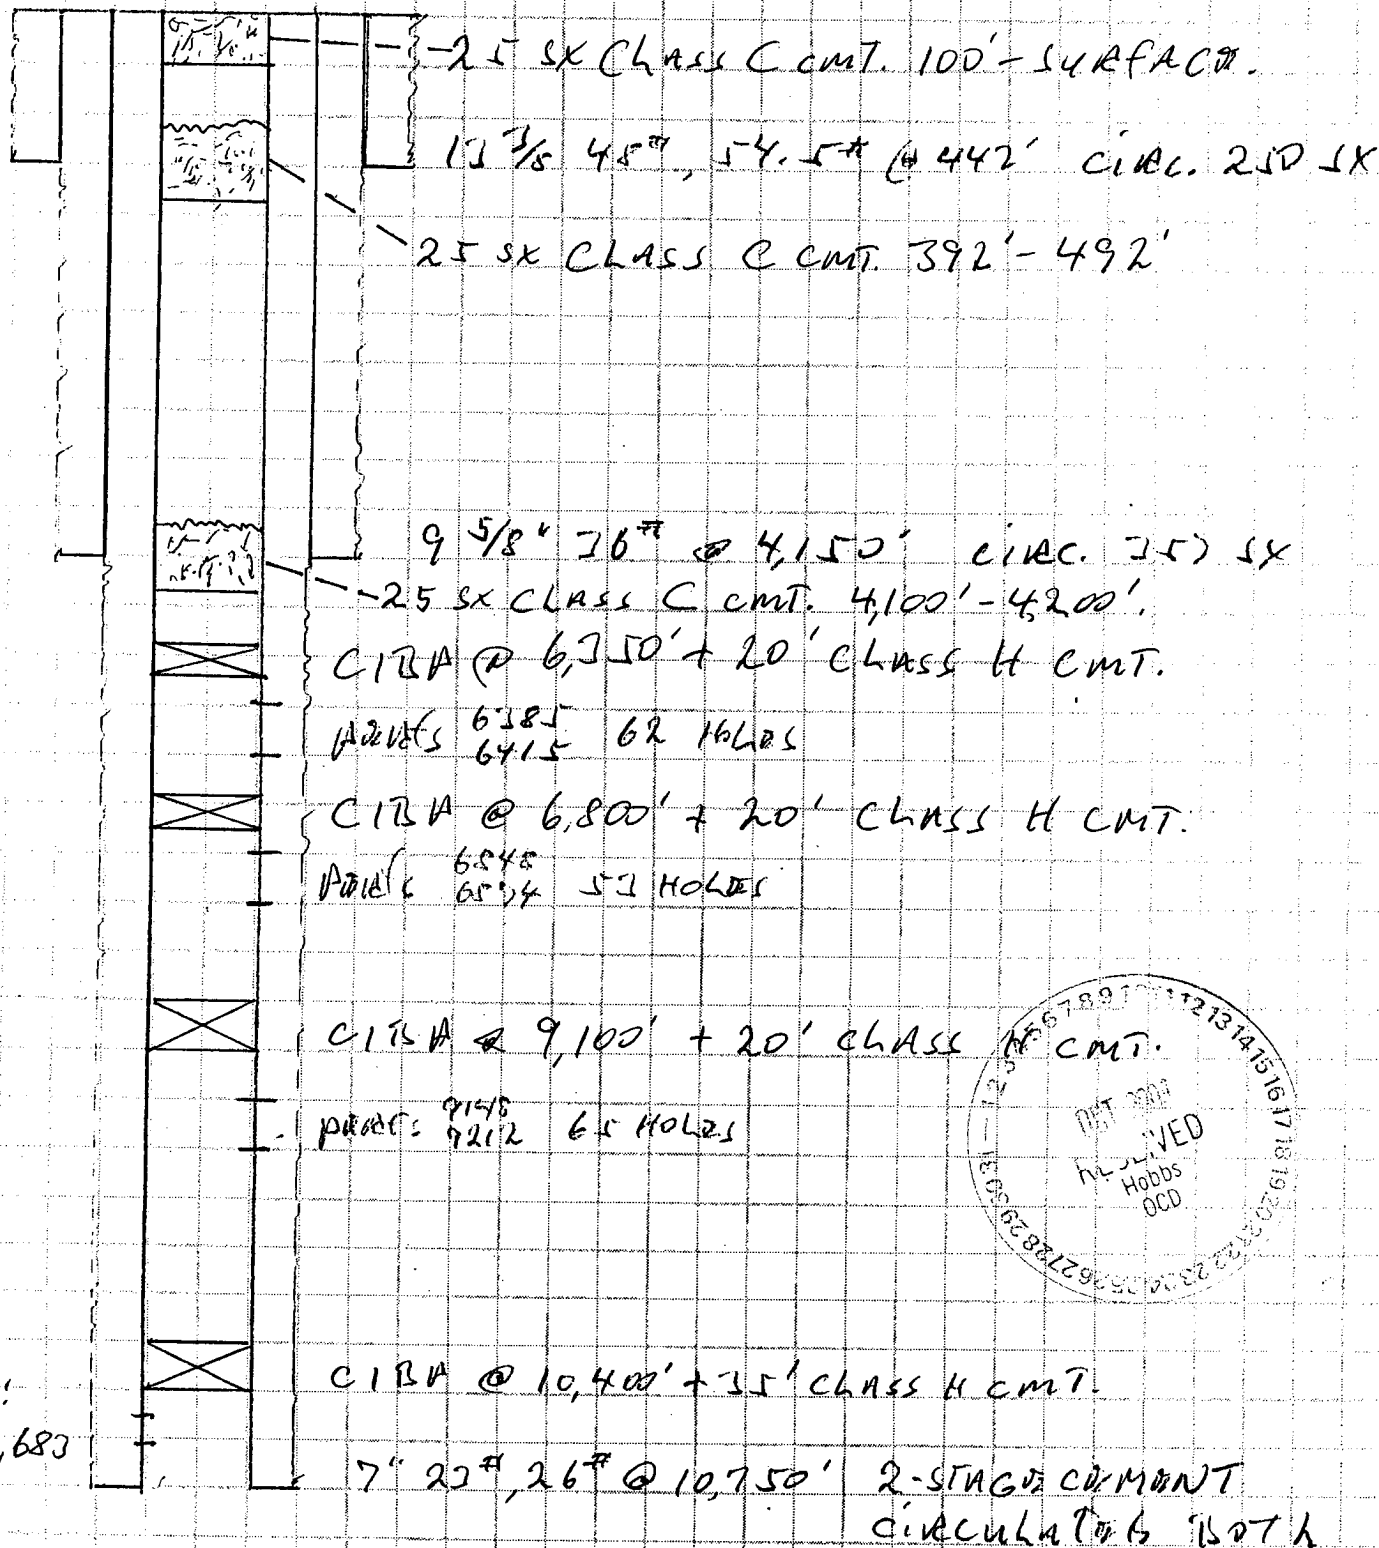 25 SX CLASS C CMT. 100' - SURFACE.
13 3/8 48#, 54.5# @ 442' CIRC. 250 SX
25 SX CLASS C CMT. 392' - 492'
9 5/8" 36# @ 4,150' CIRC. 350 SX
25 SX CLASS C CMT. 4,100' - 4,200'.
CIBP @ 6,350' + 20' CLASS H CMT.
PERFS 6385 6415 62 HOLES
CIBP @ 6,800' + 20' CLASS H CMT.
PERFS 6848 53 HOLES
CIBP @ 9,100' + 20' CLASS H CMT.
PERFS 9148 9212 65 HOLES
CIBP @ 10,400' + 35' CLASS H CMT.
,683
7" 23#, 26# @ 10,750' 2-STAGE CEMENT
CIRCULATED BOTH
RECEIVED
Hobbs
OCD